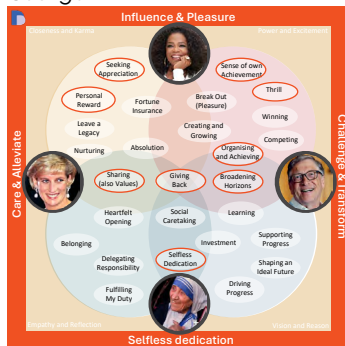 Influence & Pleasure
Closeness and Karma
Power and Excitement
Seeking
Appreciation
Sense of own
Achievement
Personal
Reward
Fortune
Insurance
Break Out
(Pleasure)
Thrill
Leave a
Legacy
Creating and
Growing
Winning
Nurturing
Absolution
Organising
and Achieving
Competing
Care & Alleviate
Challenge & Transform
Sharing
(also Values)
Giving
Back
Broadening
Horizons
Heartfelt
Opening
Social
Caretaking
Learning
Belonging
Investment
Supporting
Progress
Delegating
Responsibility
Selfless
Dedication
Shaping an
Ideal Future
Fulfilling
My Duty
Driving
Progress
Empathy and Reflection
Vision and Reason
Selfless dedication